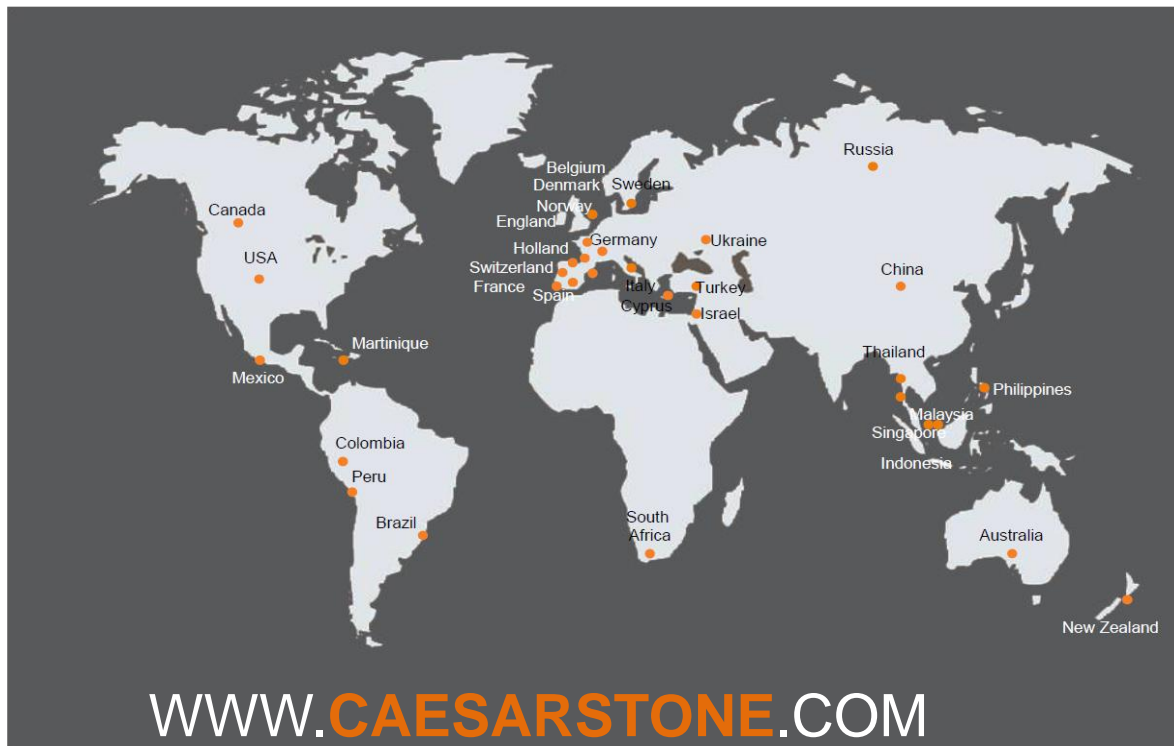 Russia
Belgium
Denmark
Sweden
Norway
England
Canada
Holland
Germany
Ukraine
USA
Switzerland
China
France
Spain
Italy
Turkey
Cyprus
Israel
Martinique
Thailand
Mexico
Philippines
Malaysia
Singapore
Colombia
Indonesia
Peru
Brazil
South
Africa
Australia
New Zealand
WWW.CAESARSTONE.COM